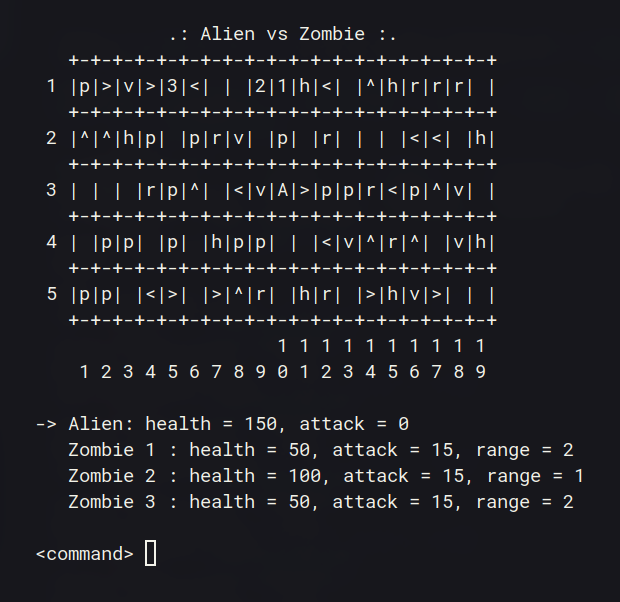 .: Alien vs Zombie :.
+-+-+-+-+-+-+-+-+-+-+-+-+-+-+-+-+-+-+-+
1 |p|>|v|>|3|<| | |2|1|h|<| |^|h|r|r|r| |
+-+-+-+-+-+-+-+-+-+-+-+-+-+-+-+-+-+-+-+
2 |^|^|h|p| |p|r|v| |p| |r| | | |<|<| |h|
+-+-+-+-+-+-+-+-+-+-+-+-+-+-+-+-+-+-+-+
3 | | | |r|p|^| |<|v|A|>|p|p|r|<|p|^|v| |
+-+-+-+-+-+-+-+-+-+-+-+-+-+-+-+-+-+-+-+
4 | |p|p| |p| |h|p|p| | |<|v|^|r|^| |v|h|
+-+-+-+-+-+-+-+-+-+-+-+-+-+-+-+-+-+-+-+
5 |p|p| |<|>| |>|^|r| |h|r| |>|h|v|>| | |
+-+-+-+-+-+-+-+-+-+-+-+-+-+-+-+-+-+-+-+
1 1 1 1 1 1 1 1 1 1
1 2 3 4 5 6 7 8 9 0 1 2 3 4 5 6 7 8 9
-> Alien: health = 150, attack = 0
Zombie 1 : health = 50, attack = 15, range = 2
Zombie 2 : health = 100, attack = 15, range = 1
Zombie 3 : health = 50, attack = 15, range = 2
<command>